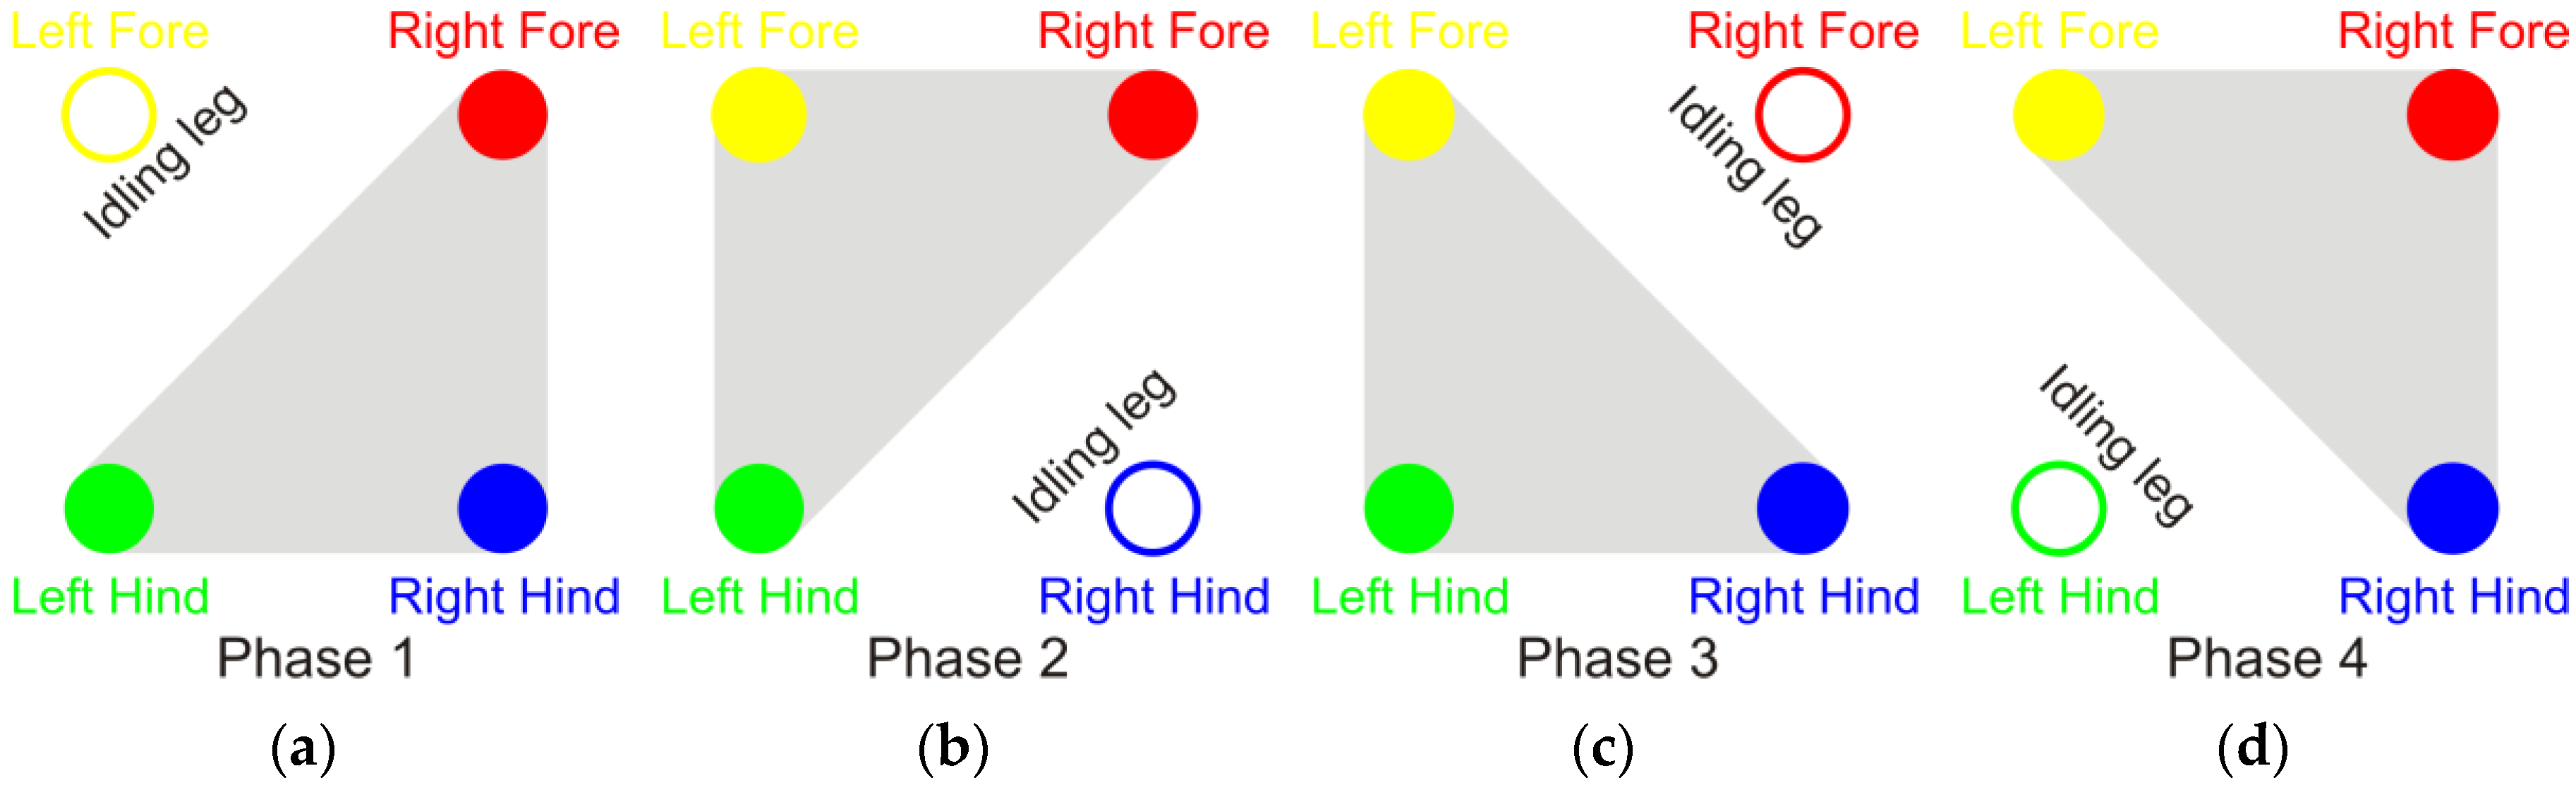 Left Fore Right Fore
Idling leg
Left Hind Right Hind
Phase 1
(a)
Left Fore Right Fore
Idling leg
Left Hind Right Hind
Phase 2
(b)
Left Fore Right Fore
Idling leg
Left Hind Right Hind
Phase 3
(c)
Left Fore Right Fore
Idling leg
Left Hind Right Hind
Phase 4
(d)